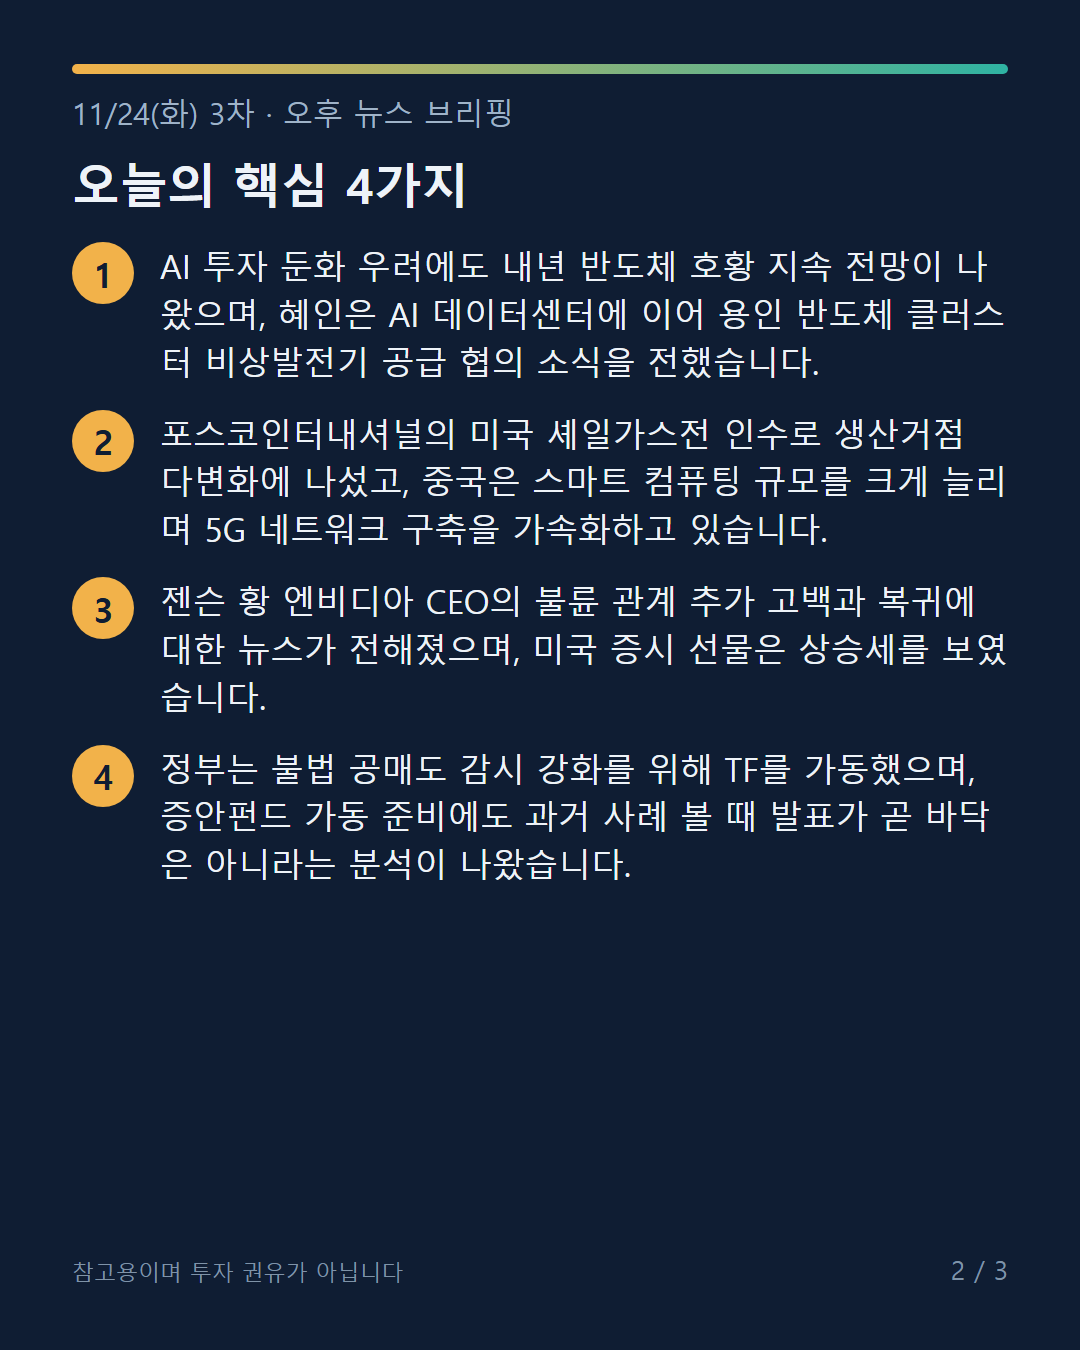 11/24(화) 3차 · 오후 뉴스 브리핑
오늘의 핵심 4가지
1
AI 투자 둔화 우려에도 내년 반도체 호황 지속 전망이 나
왔으며, 혜인은 AI 데이터센터에 이어 용인 반도체 클러스
터 비상발전기 공급 협의 소식을 전했습니다.
2
포스코인터내셔널의 미국 셰일가스전 인수로 생산거점
다변화에 나섰고, 중국은 스마트 컴퓨팅 규모를 크게 늘리
며 5G 네트워크 구축을 가속화하고 있습니다.
3
젠슨 황 엔비디아 CEO의 불륜 관계 추가 고백과 복귀에
대한 뉴스가 전해졌으며, 미국 증시 선물은 상승세를 보였
습니다.
4
정부는 불법 공매도 감시 강화를 위해 TF를 가동했으며,
증안펀드 가동 준비에도 과거 사례 볼 때 발표가 곧 바닥
은 아니라는 분석이 나왔습니다.
참고용이며 투자 권유가 아닙니다
2 / 3